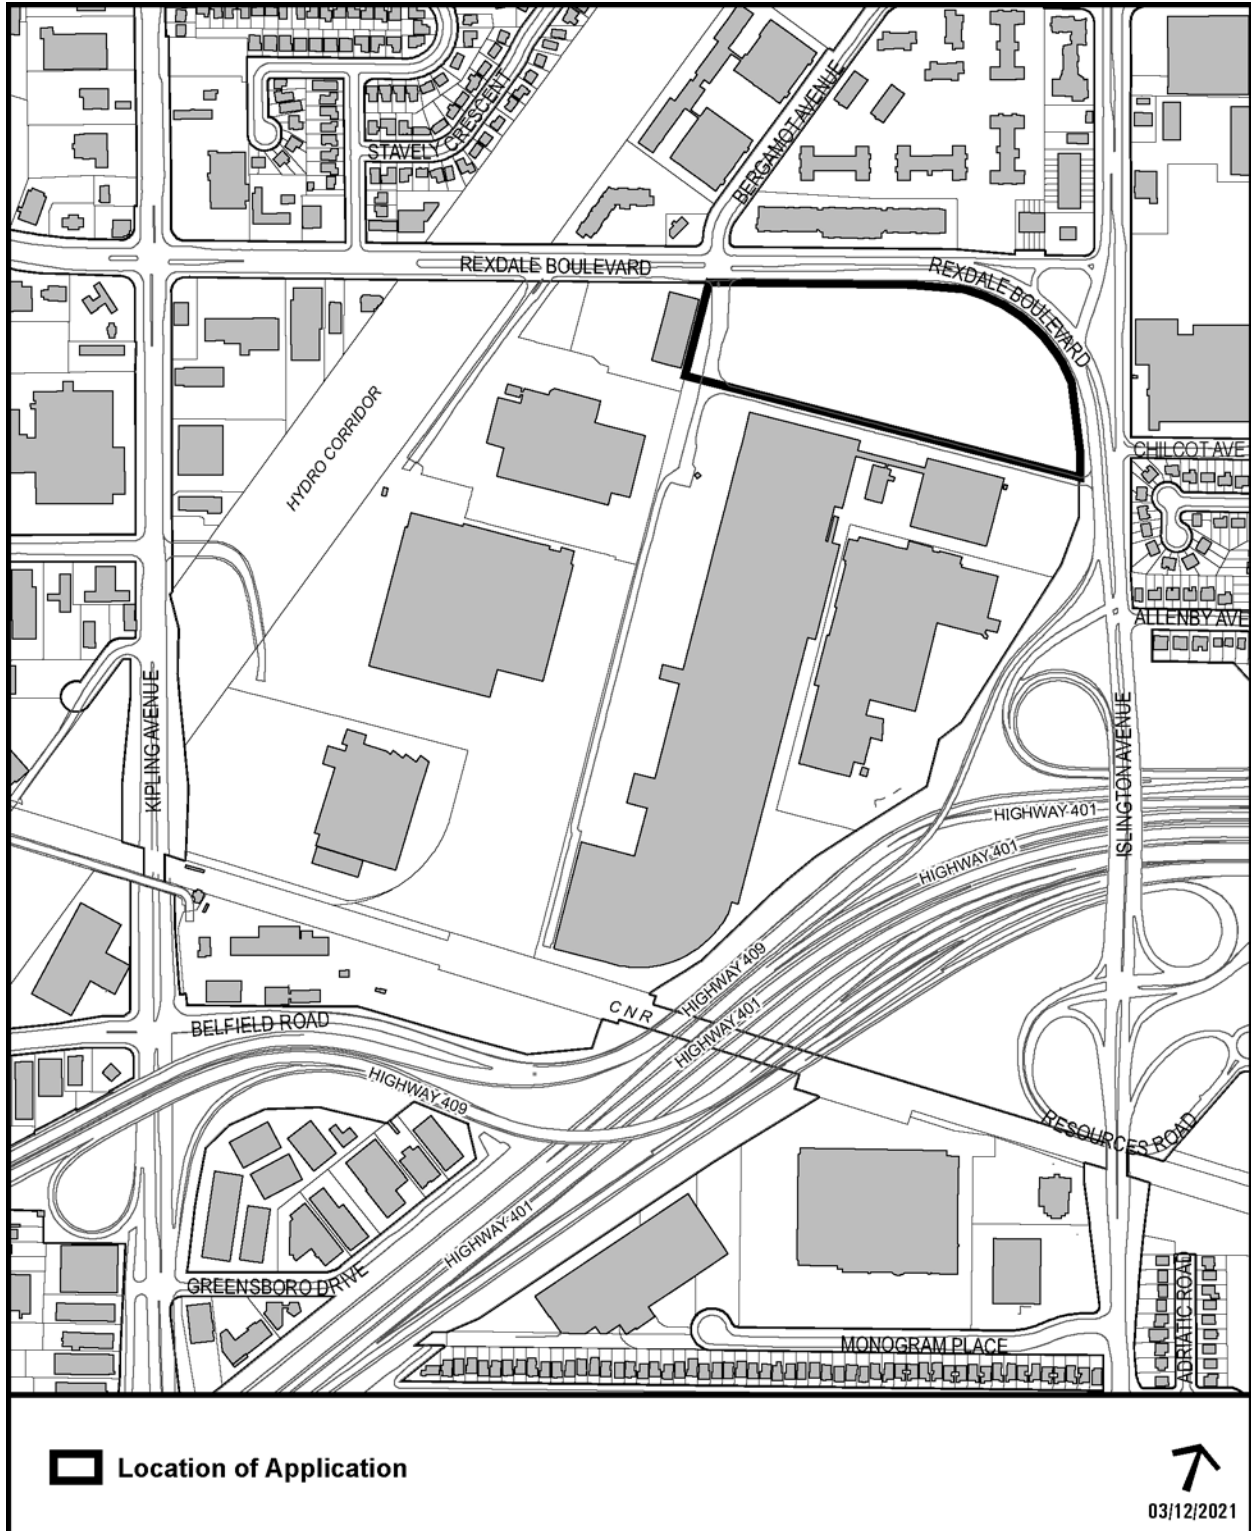 STAVELY CRESCENT
BERGAMOT AVENUE
REXDALE BOULEVARD
REXDALE BOULEVARD
HYDRO CORRIDOR
CHILCOT AVE
ALLENBY AVE
KIPLING AVENUE
ISLINGTON AVENUE
HIGHWAY 401
HIGHWAY 401
HIGHWAY 409
HIGHWAY 401
CNR
BELFIELD ROAD
HIGHWAY 409
RESOURCES ROAD
HIGHWAY 401
GREENSBORO DRIVE
MONOGRAM PLACE
ADRIATIC ROAD
Location of Application
03/12/2021